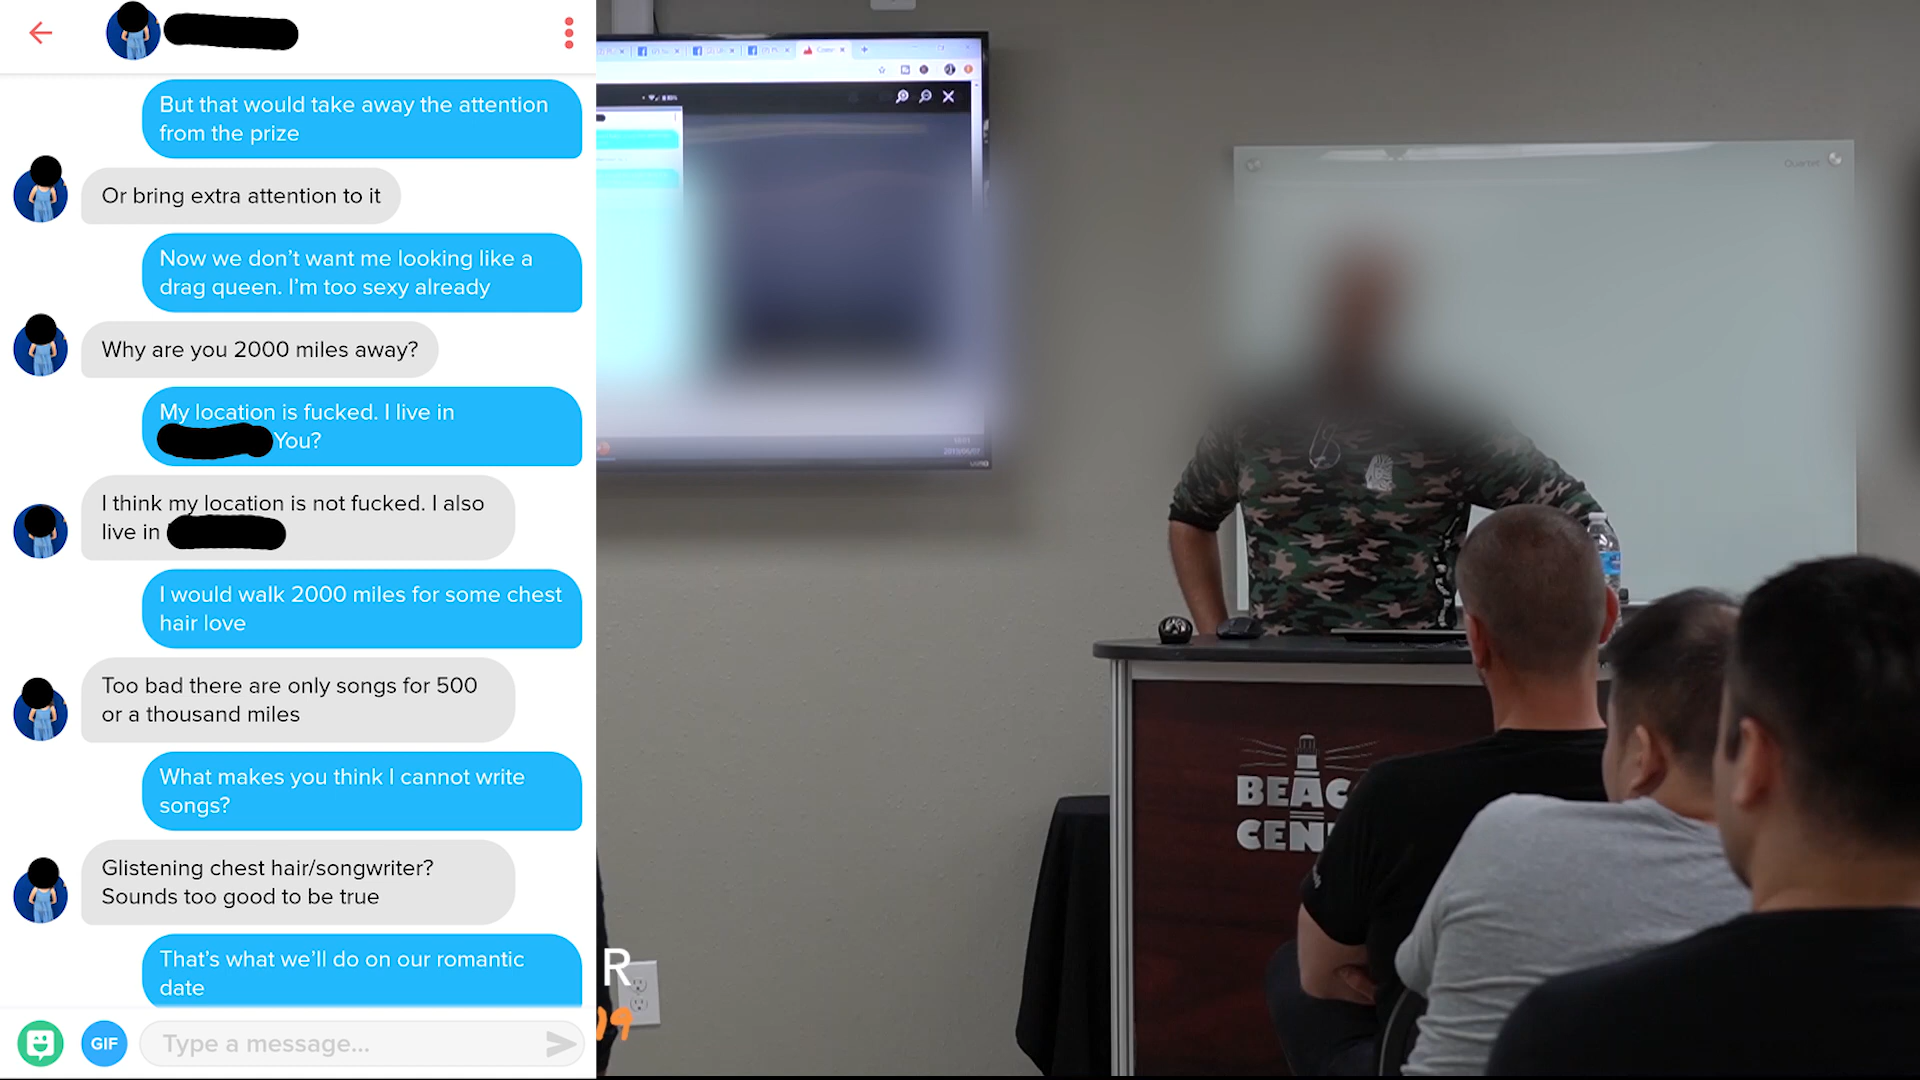 But that would take away the attention
from the prize
Or bring extra attention to it
Now we don't want me looking like a
drag queen. I'm too sexy already
Why are you 2000 miles away?
My location is fucked. I live in
You?
I think my location is not fucked. I also
live in
I would walk 2000 miles for some chest
hair love
Too bad there are only songs for 500
or a thousand miles
What makes you think I cannot write
songs?
Glistening chest hair/songwriter?
Sounds too good to be true
That's what we'll do on our romantic
date
GIF
Type a message...
Quartet
VIZIO
BEAC
CEN
R
19